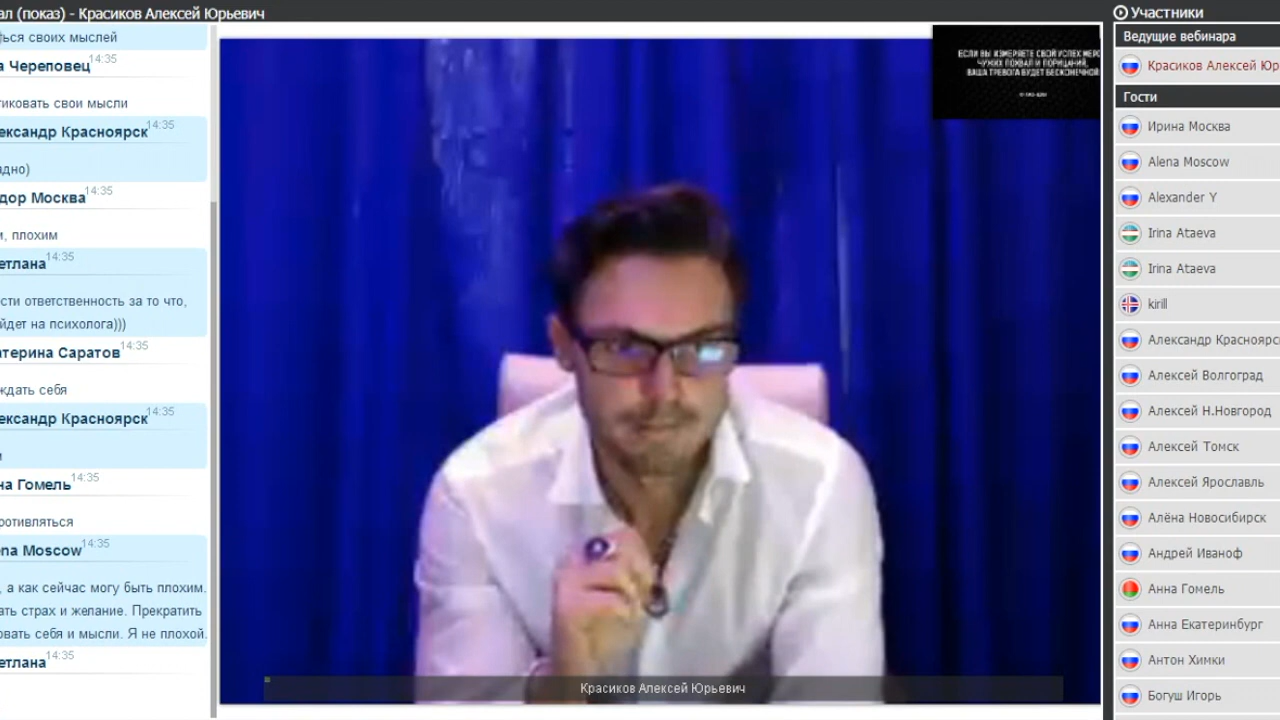 ал (показ) - Красиков Алексей Юрьевич
ься своих мыслей
а Череповец 14:35
тиковать свои мысли
ександр Красноярск 14:35
дно)
дор Москва 14:35
и, плохим
етлана 14:35
сти ответственность за то что,
йдет на психолога)))
атерина Саратов 14:35
ждать себя
ександр Красноярск 14:35
на Гомель 14:35
ротивляться
na Moscow 14:35
, а как сейчас могу быть плохим.
ать страх и желание. Прекратить
овать себя и мысли. Я не плохой.
етлана 14:35
ЕСЛИ ВЫ ИЗМЕРЯЕТЕ СВОЙ УСПЕХ МЕРО
ЧУЖИХ ПОХВАЛ И ПОРИЦАНИЙ,
ВАША ТРЕВОГА БУДЕТ БЕСКОНЕЧНОЙ
Красиков Алексей Юрьевич
Участники
Ведущие вебинара
Красиков Алексей Юр
Гости
Ирина Москва
Alena Moscow
Alexander Y
Irina Ataeva
Irina Ataeva
kirill
Александр Красноярс
Алексей Волгоград
Алексей Н.Новгород
Алексей Томск
Алексей Ярославль
Алёна Новосибирск
Андрей Иваноф
Анна Гомель
Анна Екатеринбург
Антон Химки
Богуш Игорь